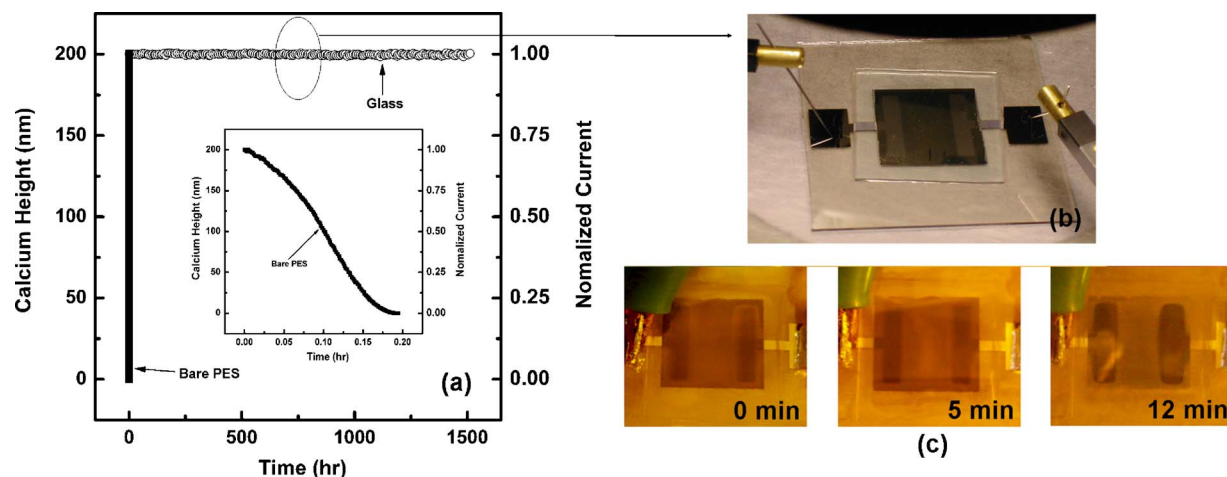 200
150
100
50
0
Calcium Height (nm)
0
500
1000
1500
Time (hr)
1.00
0.75
0.50
0.25
0.00
Nomalized Current
Glass
Bare PES
(a)
200
150
100
50
0
Calcium Height (nm)
0.00
0.05
0.10
0.15
0.20
Time (hr)
1.00
0.75
0.50
0.25
0.00
Nomalized Current
Bare PES
(b)
0 min
5 min
12 min
(c)